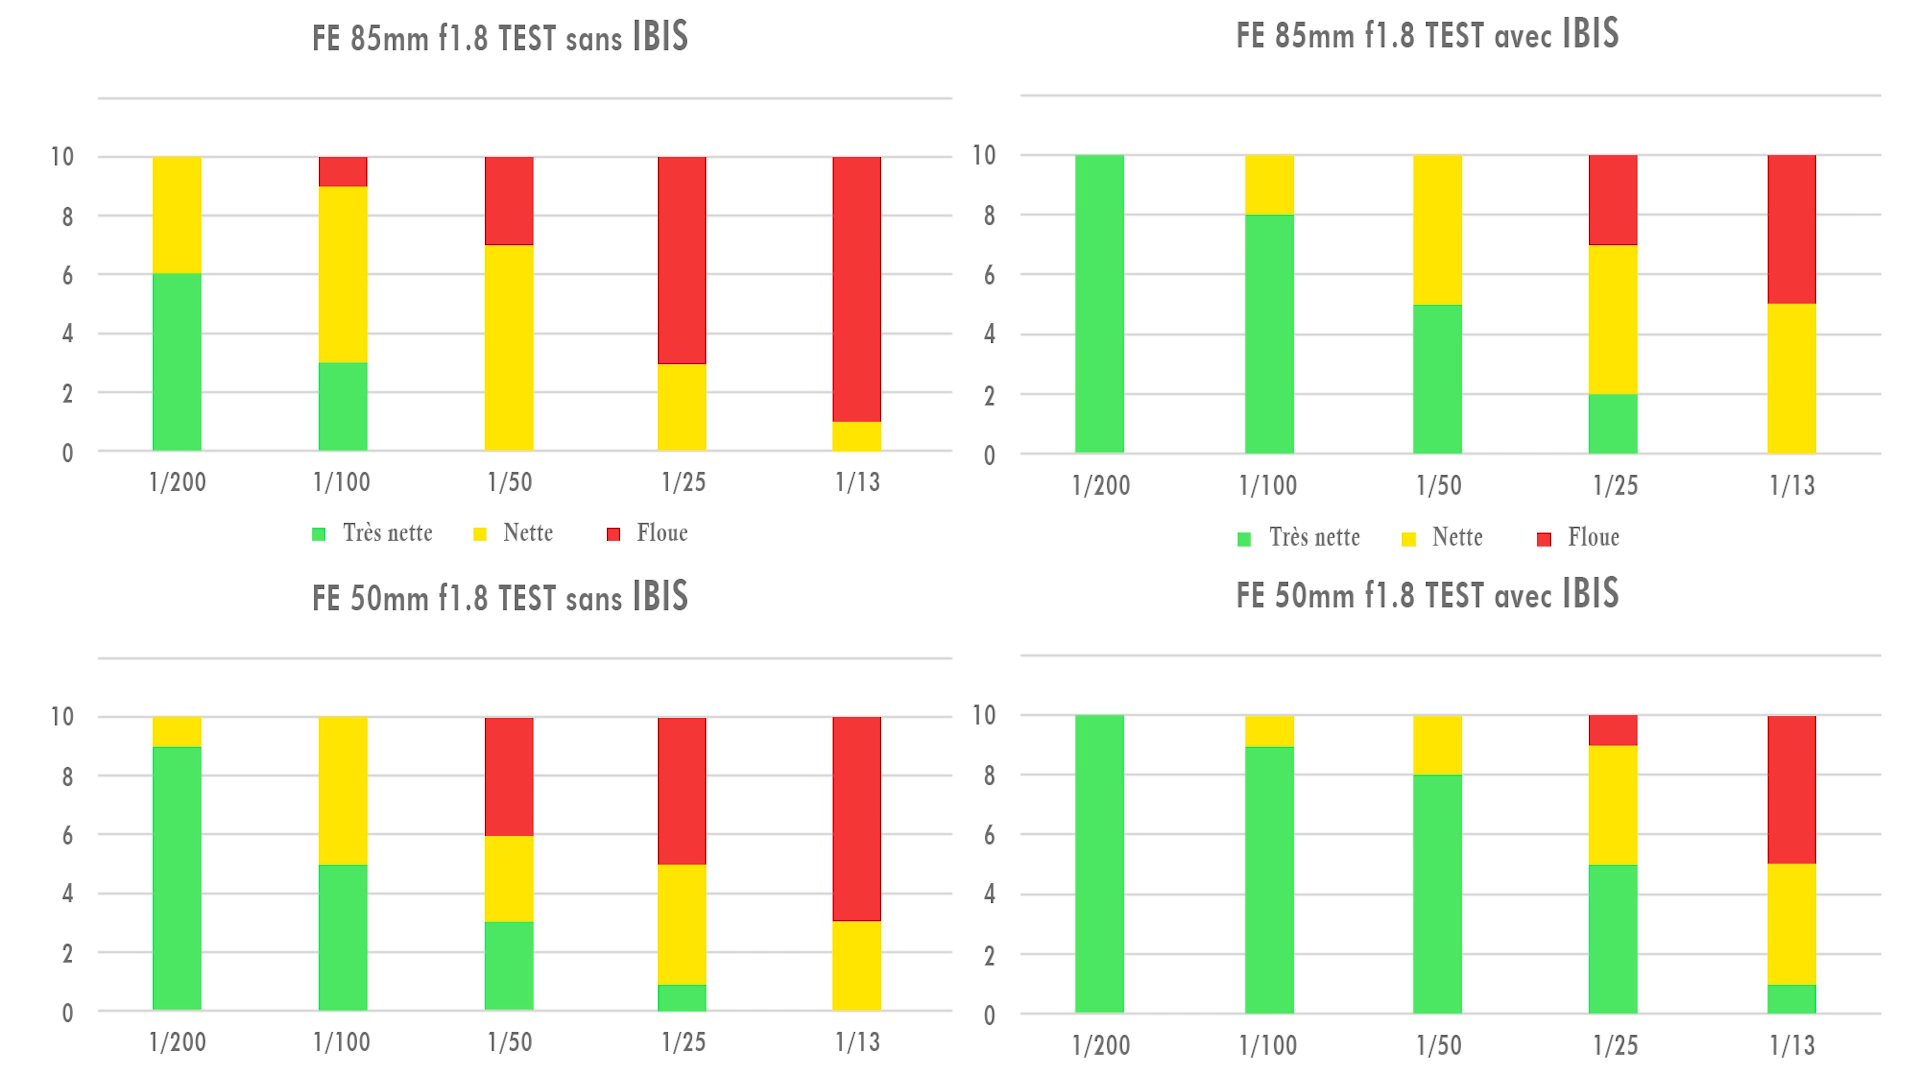 FE 85mm f1.8 TEST sans IBIS
10
8
6
4
2
0
1/200 1/100 1/50 1/25 1/13
Très nette Nette Floue
FE 85mm f1.8 TEST avec IBIS
10
8
6
4
2
0
1/200 1/100 1/50 1/25 1/13
Très nette Nette Floue
FE 50mm f1.8 TEST sans IBIS
10
8
6
4
2
0
1/200 1/100 1/50 1/25 1/13
FE 50mm f1.8 TEST avec IBIS
10
8
6
4
2
0
1/200 1/100 1/50 1/25 1/13